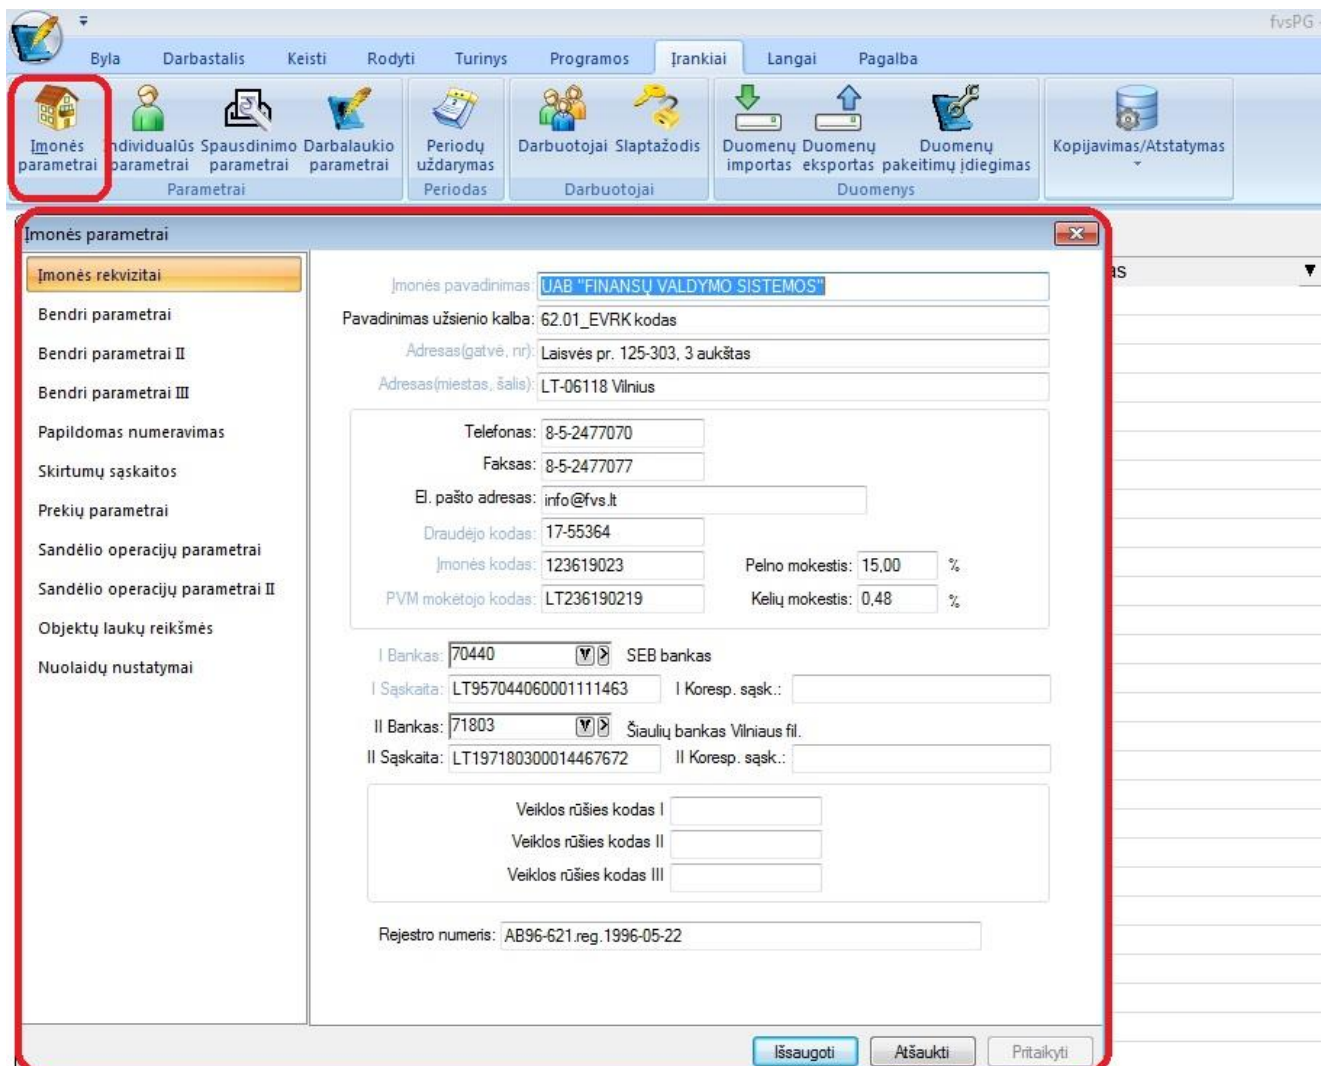 fvsPG
Byla Darbastalis Keisti Rodyti Turinys Programos Įrankiai Langai Pagalba
Įmonės parametrai Individualūs parametrai Spausdinimo parametrai Darbalaukio parametrai Periodų uždarymas Darbuotojai Slaptažodis Duomenų importas Duomenų eksportas Duomenų pakeitimų įdiegimas Kopijavimas/Atstatymas
Parametrai Periodas Darbuotojai Duomenys
Įmonės parametrai
as
Įmonės rekvizitai
Bendri parametrai
Bendri parametrai II
Bendri parametrai III
Papildomas numeravimas
Skirtumų sąskaitos
Prekių parametrai
Sandėlio operacijų parametrai
Sandėlio operacijų parametrai II
Objektų laukų reikšmės
Nuolaidų nustatymai
Įmonės pavadinimas: UAB "FINANSŲ VALDYMO SISTEMOS"
Pavadinimas užsienio kalba: 62.01_EVRK kodas
Adresas(gatvė, nr): Laisvės pr. 125-303, 3 aukštas
Adresas(miestas, šalis): LT-06118 Vilnius
Telefonas: 8-5-2477070
Faksas: 8-5-2477077
El. pašto adresas: info@fvs.lt
Draudėjo kodas: 17-55364
Įmonės kodas: 123619023 Pelno mokestis: 15,00 %
PVM mokėtojo kodas: LT236190219 Kelių mokestis: 0,48 %
I Bankas: 70440 SEB bankas
I Sąskaita: LT957044060001111463 I Koresp. sąsk.:
II Bankas: 71803 Šiaulių bankas Vilniaus fil.
II Sąskaita: LT197180300014467672 II Koresp. sąsk.:
Veiklos rūšies kodas I
Veiklos rūšies kodas II
Veiklos rūšies kodas III
Rejestro numeris: AB96-621.reg.1996-05-22
Išsaugoti Atšaukti Pritaikyti